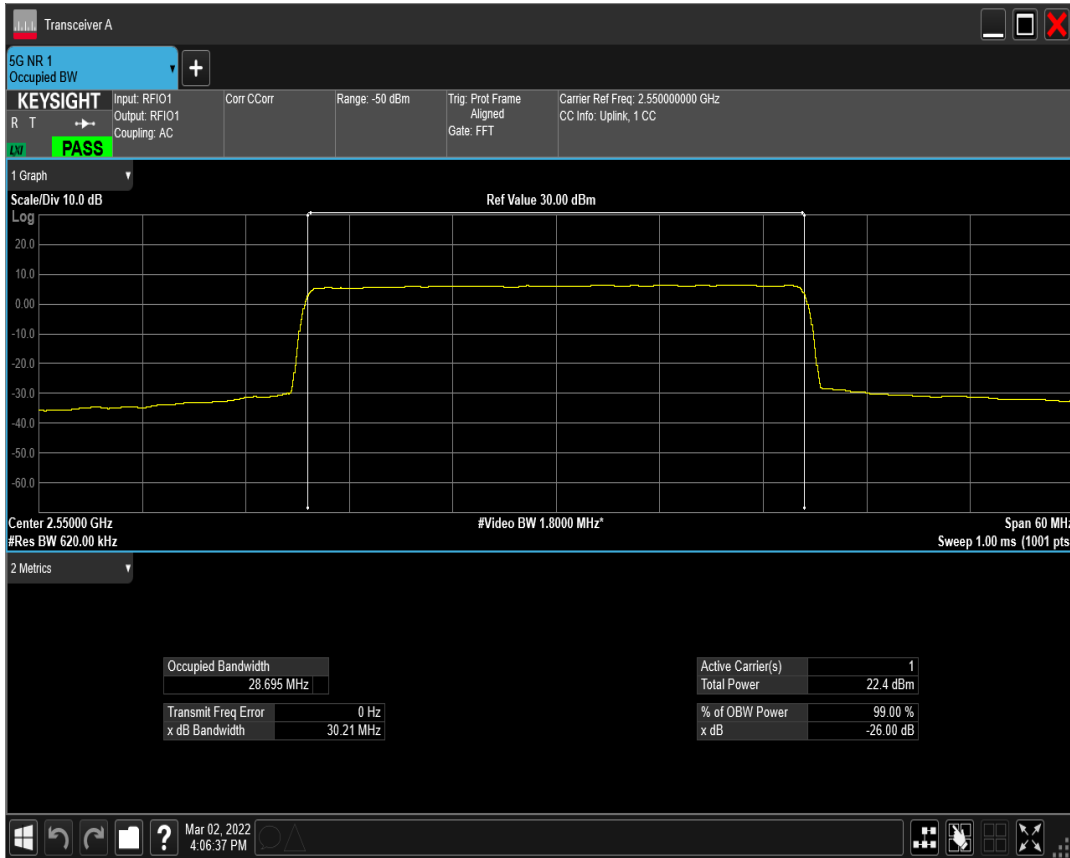 Transceiver A
5G NR 1
Occupied BW
+
KEYSIGHT
R T
LXI
PASS
Input: RFIO1
Output: RFIO1
Coupling: AC
Corr CCorr
Range: -50 dBm
Trig: Prot Frame
Aligned
Gate: FFT
Carrier Ref Freq: 2.550000000 GHz
CC Info: Uplink, 1 CC
1 Graph
Scale/Div 10.0 dB
Ref Value 30.00 dBm
Log
20.0
10.0
0.00
-10.0
-20.0
-30.0
-40.0
-50.0
-60.0
Center 2.55000 GHz
#Video BW 1.8000 MHz*
Span 60 MHz
#Res BW 620.00 kHz
Sweep 1.00 ms (1001 pts
2 Metrics
Occupied Bandwidth
28.695 MHz
Transmit Freq Error 0 Hz
x dB Bandwidth 30.21 MHz
Active Carrier(s) 1
Total Power 22.4 dBm
% of OBW Power 99.00 %
x dB -26.00 dB
?
Mar 02, 2022
4:06:37 PM